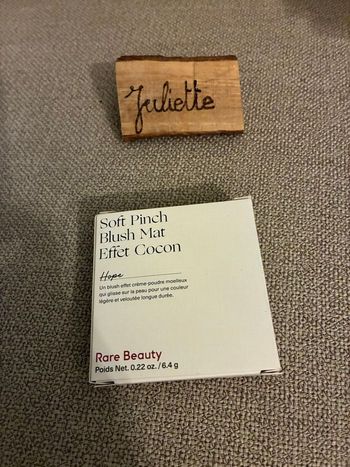 Juliette
Soft Pinch
Blush Mat
Effet Cocon
Hope
Un blush effet crème-poudre moelleux
qui glisse sur la peau pour une couleur
légère et veloutée longue durée.
Rare Beauty
Poids Net. 0.22 oz. / 6.4 g